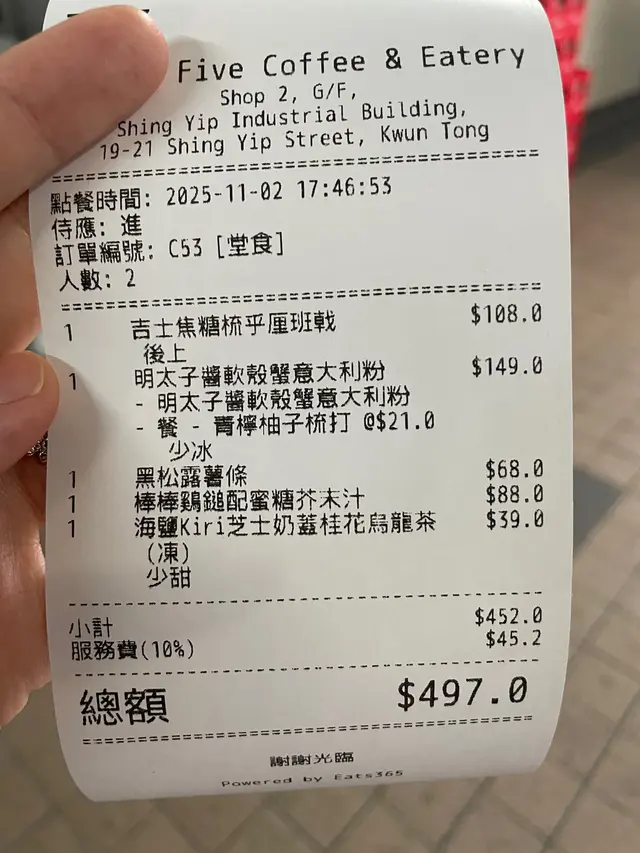 Five Coffee & Eatery
Shop 2, G/F,
Shing Yip Industrial Building,
19-21 Shing Yip Street, Kwun Tong
點餐時間: 2025-11-02 17:46:53
侍應: 進
訂單編號: C53 [堂食]
人數: 2
1 吉士焦糖梳乎厘班戟 $108.0
後上
1 明太子醬軟殼蟹意大利粉 $149.0
- 明太子醬軟殼蟹意大利粉
- 餐 - 青檸柚子梳打 @$21.0
少冰
1 黑松露薯條 $68.0
1 棒棒鷄鎚配蜜糖芥末汁 $88.0
1 海鹽Kiri芝士奶蓋桂花烏龍茶 $39.0
(凍)
少甜
小計 $452.0
服務費(10%) $45.2
總額 $497.0
謝謝光臨
Powered by Eats365